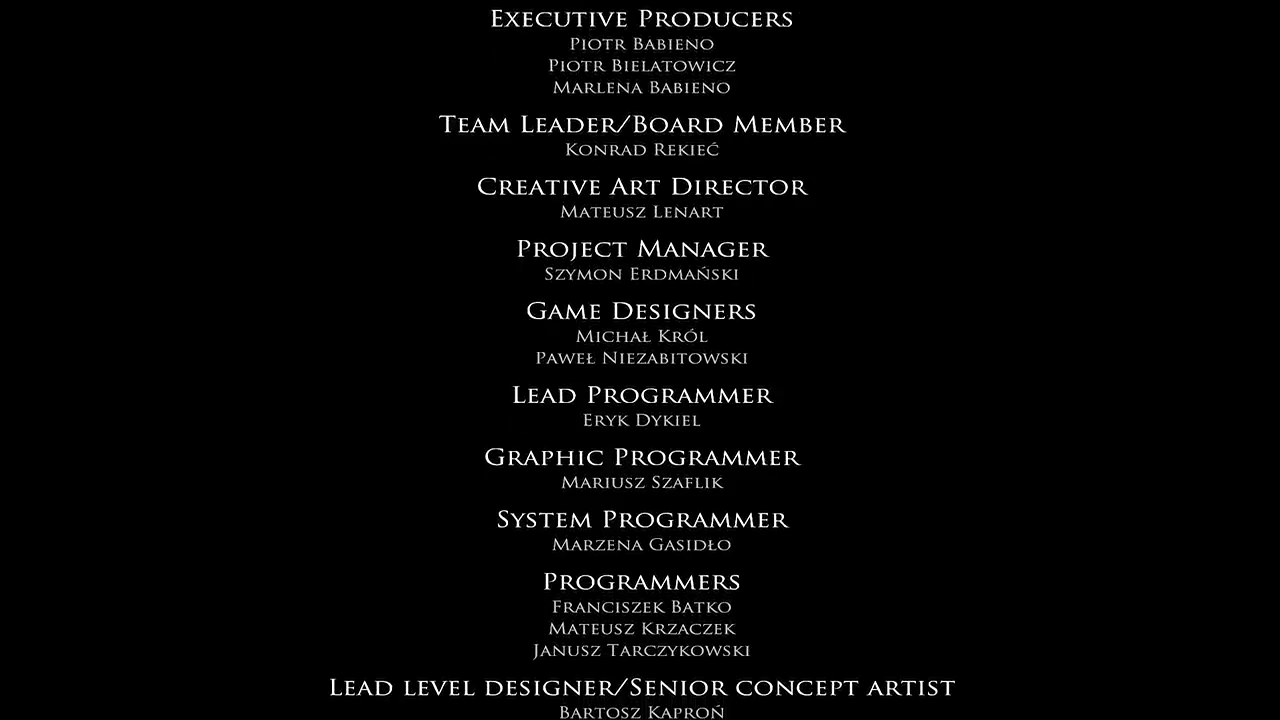 Executive Producers
Piotr Babieno
Piotr Bielatowicz
Marlena Babieno
Team Leader/Board Member
Konrad Rekieć
Creative Art Director
Mateusz Lenart
Project Manager
Szymon Erdmański
Game Designers
Michał Król
Paweł Niezabitowski
Lead Programmer
Eryk Dykiel
Graphic Programmer
Mariusz Szaflik
System Programmer
Marzena Gasidło
Programmers
Franciszek Batko
Mateusz Krzaczek
Janusz Tarczykowski
Lead level designer/Senior concept artist
Bartosz Kaproń